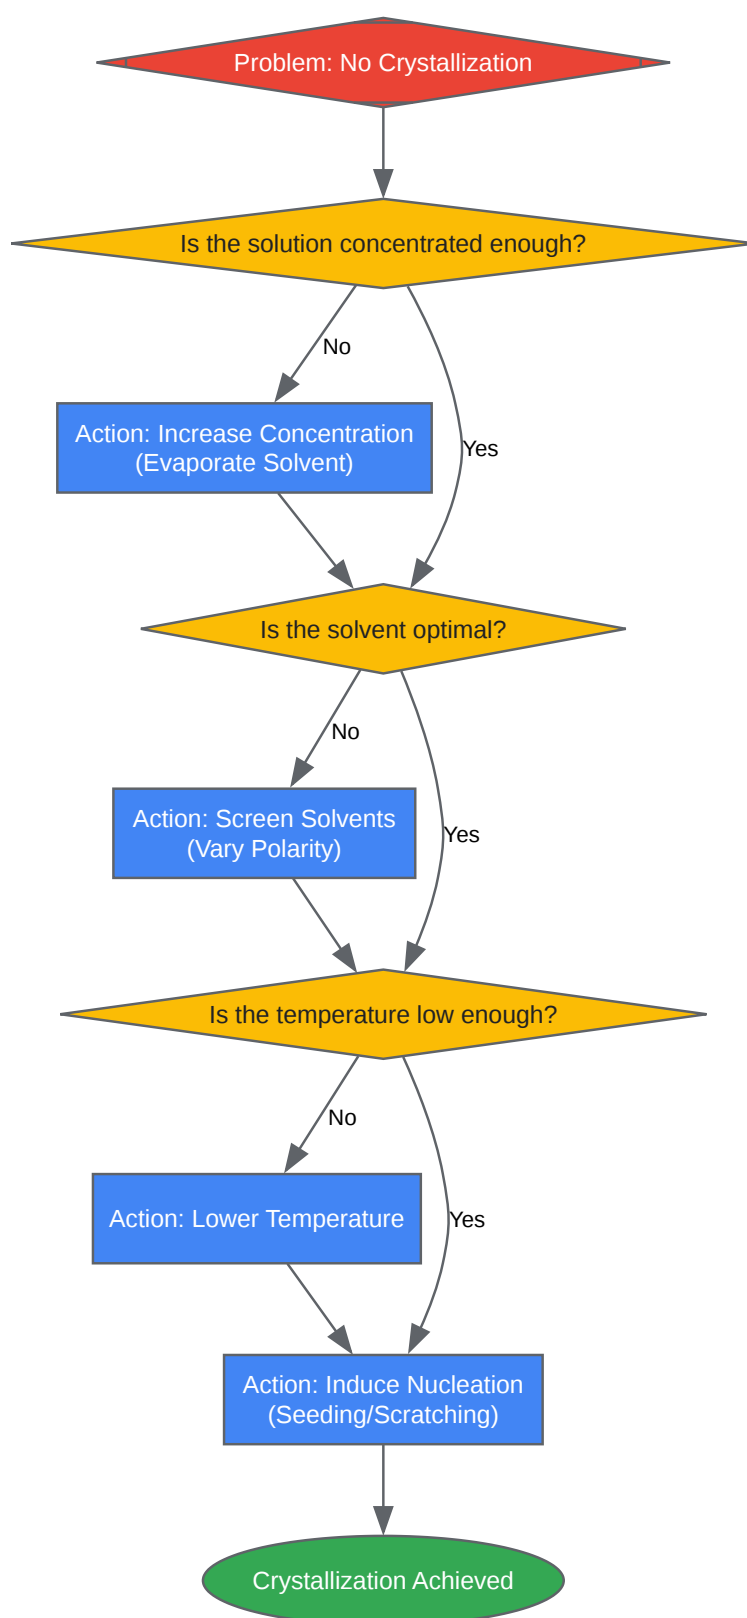 Problem: No Crystallization
Is the solution concentrated enough?
No
Action: Increase Concentration
(Evaporate Solvent)
Yes
Is the solvent optimal?
No
Action: Screen Solvents
(Vary Polarity)
Yes
Is the temperature low enough?
No
Action: Lower Temperature
Yes
Action: Induce Nucleation
(Seeding/Scratching)
Crystallization Achieved